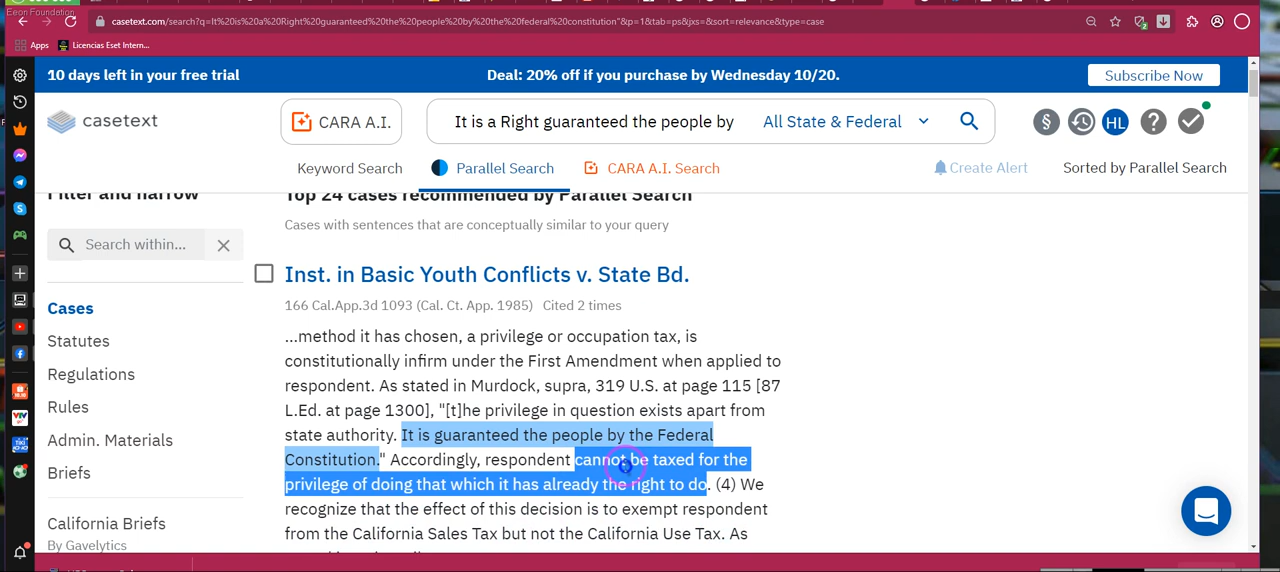 Eeon Foundation
casetext.com/search?q=It%20is%20a%20Right%20guaranteed%20the%20people%20by%20the%20federal%20constitution"&p=1&tab=ps&jxs=&sort=relevance&type=case
Apps Licencias Eset Intern...
10 days left in your free trial Deal: 20% off if you purchase by Wednesday 10/20. Subscribe Now
casetext CARA A.I. It is a Right guaranteed the people by All State & Federal § HL ?
Keyword Search Parallel Search CARA A.I. Search Create Alert Sorted by Parallel Search
Filter and narrow
Search within...
Cases
Statutes
Regulations
Rules
Admin. Materials
Briefs
California Briefs
By Gavelytics
Top 24 cases recommended by Parallel Search
Cases with sentences that are conceptually similar to your query
Inst. in Basic Youth Conflicts v. State Bd.
166 Cal.App.3d 1093 (Cal. Ct. App. 1985) Cited 2 times
...method it has chosen, a privilege or occupation tax, is
constitutionally infirm under the First Amendment when applied to
respondent. As stated in Murdock, supra, 319 U.S. at page 115 [87
L.Ed. at page 1300], "[t]he privilege in question exists apart from
state authority. It is guaranteed the people by the Federal
Constitution." Accordingly, respondent cannot be taxed for the
privilege of doing that which it has already the right to do. (4) We
recognize that the effect of this decision is to exempt respondent
from the California Sales Tax but not the California Use Tax. As